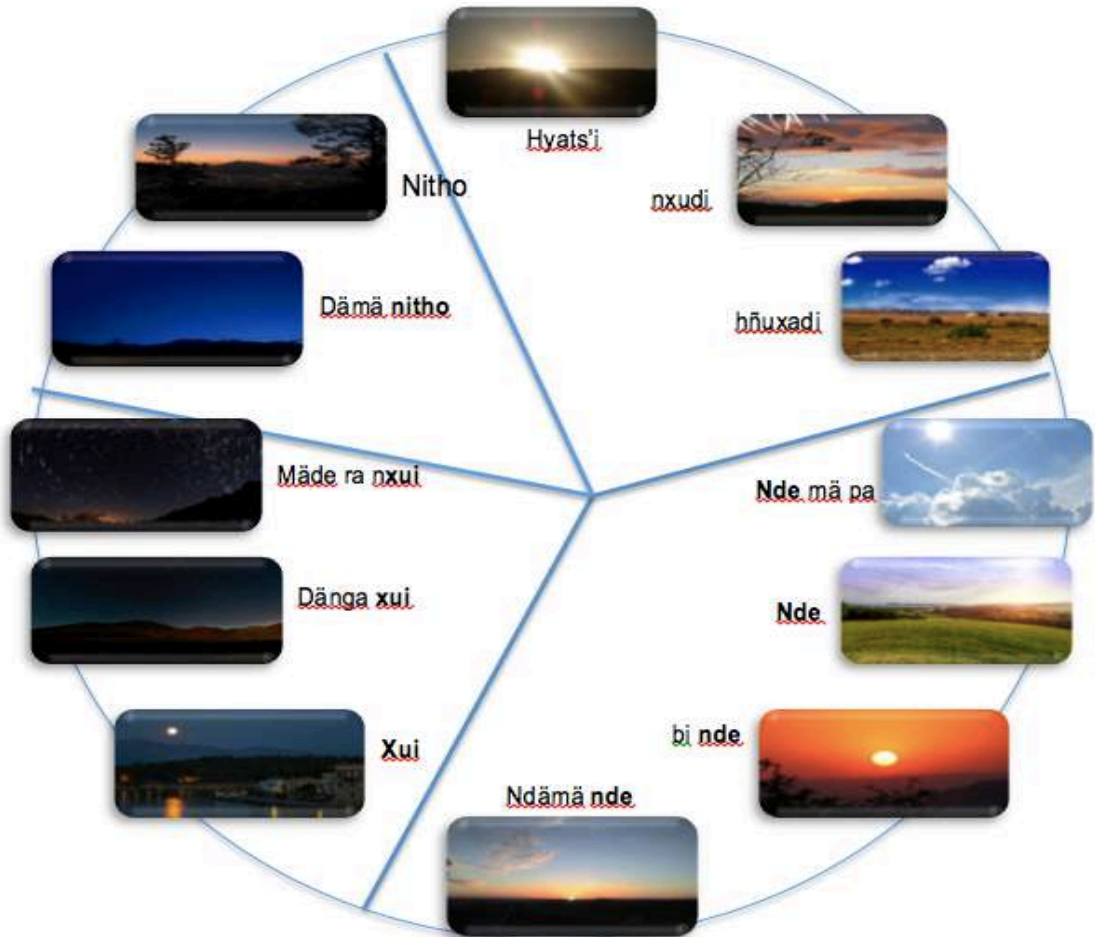 Hyats'i
nxudi
hñuxadi
Nde mä pa
Nde
bi nde
Ndämä nde
Xui
Dänga xui
Mäde ra nxui
Dämä nitho
Nitho